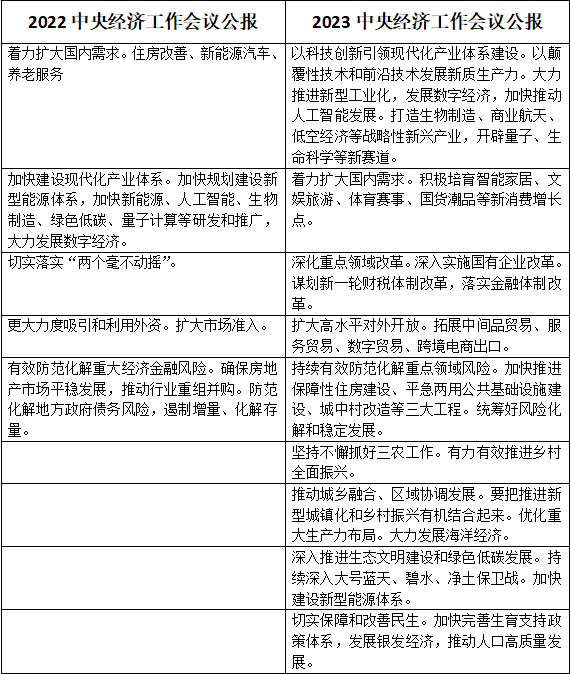 2022 中央经济工作会议公报
2023 中央经济工作会议公报
着力扩大国内需求。住房改善、新能源汽车、
养老服务
以科技创新引领现代化产业体系建设。以颠
覆性技术和前沿技术发展新质生产力。大力
推进新型工业化，发展数字经济，加快推动
人工智能发展。打造生物制造、商业航天、
低空经济等战略性新兴产业，开辟量子、生
命科学等新赛道。
加快建设现代化产业体系。加快规划建设新
型能源体系，加快新能源、人工智能、生物
制造、绿色低碳、量子计算等研发和推广，
大力发展数字经济。
着力扩大国内需求。积极培育智能家居、文
娱旅游、体育赛事、国货潮品等新消费增长
点。
切实落实“两个毫不动摇”。
深化重点领域改革。深入实施国有企业改革。
谋划新一轮财税体制改革，落实金融体制改
革。
更大力度吸引和利用外资。扩大市场准入。
扩大高水平对外开放。拓展中间品贸易、服
务贸易、数字贸易、跨境电商出口。
有效防范化解重大经济金融风险。确保房地
产市场平稳发展，推动行业重组并购。防范
化解地方政府债务风险，遏制增量、化解存
量。
持续有效防范化解重点领域风险。加快推进
保障性住房建设、平急两用公共基础设施建
设、城中村改造等三大工程。统筹好风险化
解和稳定发展。
坚持不懈抓好三农工作。有力有效推进乡村
全面振兴。
推动城乡融合、区域协调发展。要把推进新
型城镇化和乡村振兴有机结合起来。优化重
大生产力布局。大力发展海洋经济。
深入推进生态文明建设和绿色低碳发展。持
续深入大号蓝天、碧水、净土保卫战。加快
建设新型能源体系。
切实保障和改善民生。加快完善生育支持政
策体系，发展银发经济，推动人口高质量发
展。